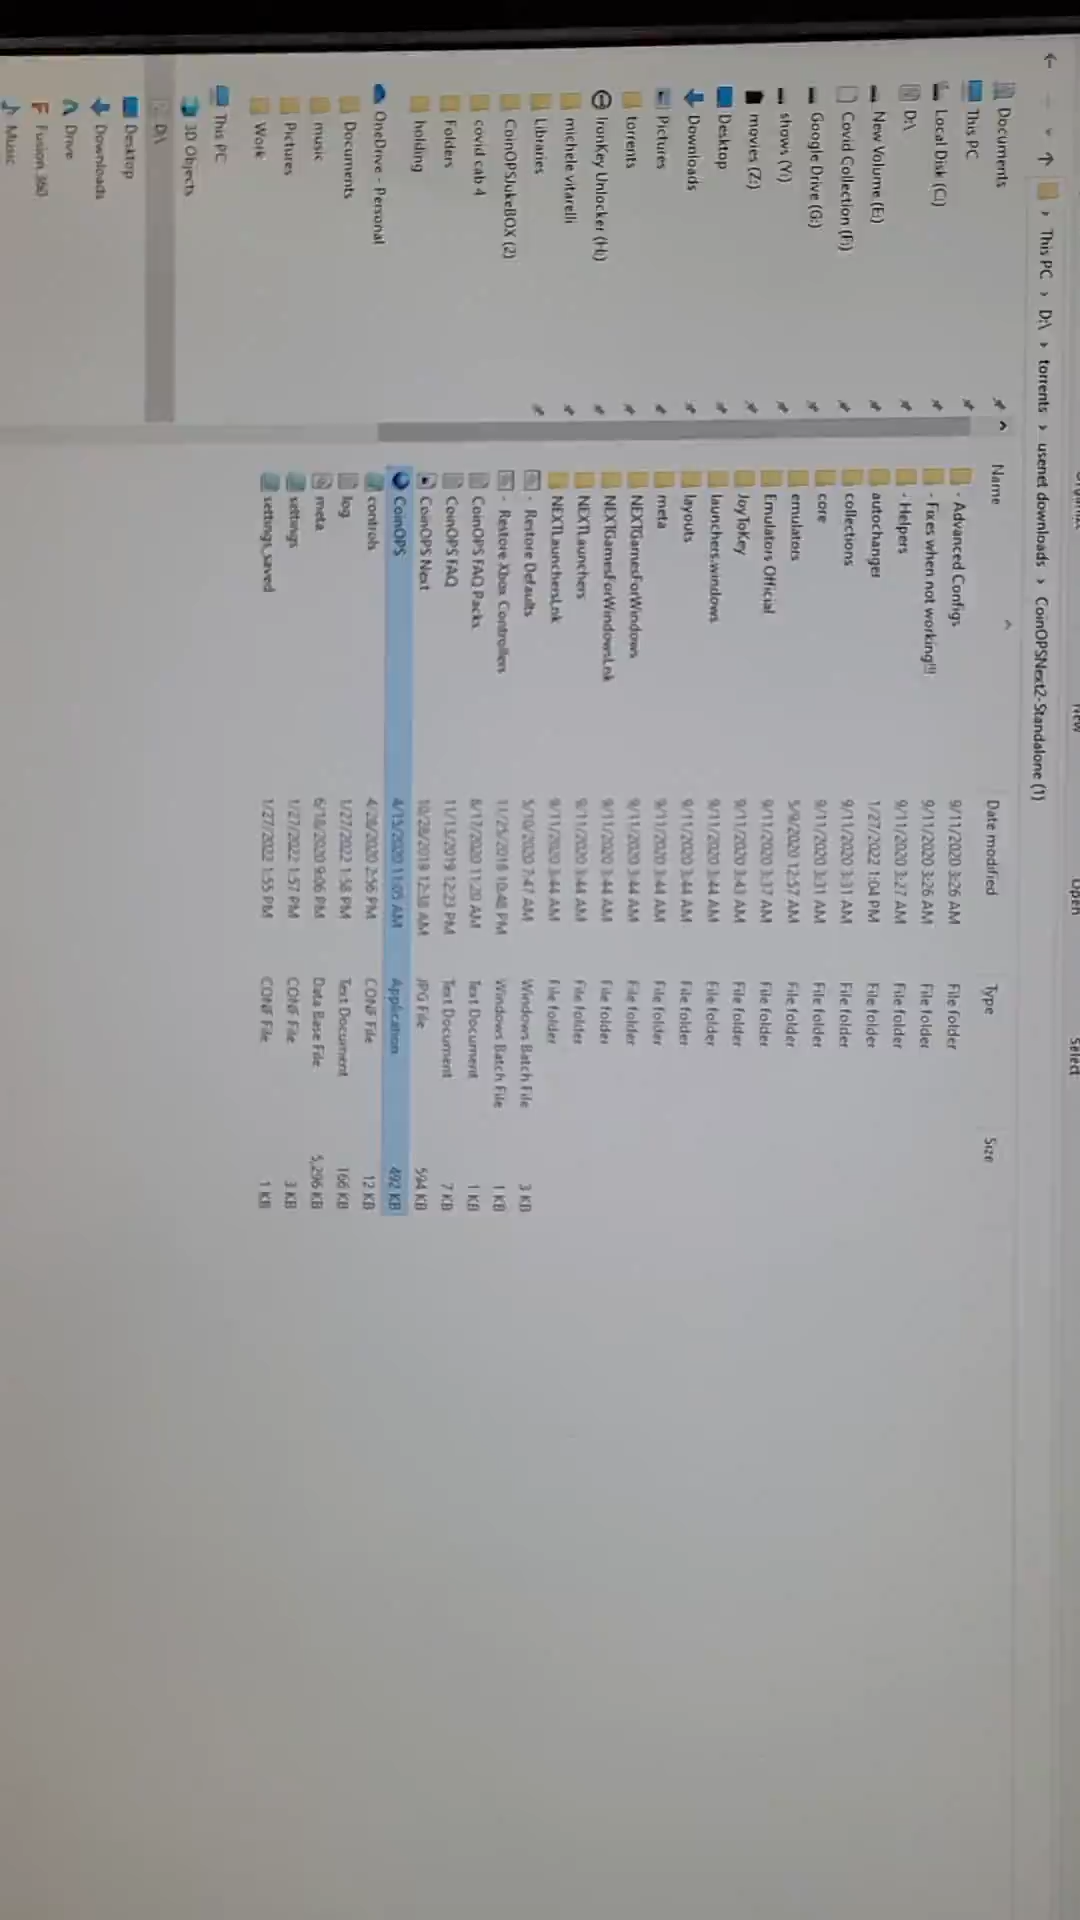 New
Open
Select
This PC > D:\ > torrents > usenet downloads > CoinOPSNext2-Standalone (1)
Documents
This PC
Local Disk (C:)
D:\
New Volume (E:)
Covid Collection (F:)
Google Drive (G:)
shows (Y:)
movies (Z:)
Desktop
Downloads
Pictures
torrents
IronKey Unlocker (H:)
michele vitarelli
Libraries
CoinOPSJukeBOX (2)
covid cab 4
Folders
holding
OneDrive - Personal
Documents
music
Pictures
Work
This PC
3D Objects
D:\
Desktop
Downloads
Drive
Fusion 360
Music
Name Date modified Type Size
- Advanced Configs 9/11/2020 3:26 AM File folder
- Fixes when not working!!! 9/11/2020 3:26 AM File folder
- Helpers 9/11/2020 3:27 AM File folder
autochanger 1/27/2022 1:04 PM File folder
collections 9/11/2020 3:31 AM File folder
core 9/11/2020 3:31 AM File folder
emulators 5/9/2020 12:57 AM File folder
Emulators Official 9/11/2020 3:37 AM File folder
JoyToKey 9/11/2020 3:43 AM File folder
launchers.windows 9/11/2020 3:44 AM File folder
layouts 9/11/2020 3:44 AM File folder
meta 9/11/2020 3:44 AM File folder
NEXTGamesForWindows 9/11/2020 3:44 AM File folder
NEXTGamesForWindowsLnk 9/11/2020 3:44 AM File folder
NEXTLaunchers 9/11/2020 3:44 AM File folder
NEXTLaunchersLnk 9/11/2020 3:44 AM File folder
- Restore Defaults 5/10/2020 7:47 AM Windows Batch File 3 KB
- Restore Xbox Controllers 11/25/2018 10:48 PM Windows Batch File 1 KB
CoinOPS FAQ Packs 8/17/2020 11:20 AM Text Document 1 KB
CoinOPS FAQ 11/13/2019 12:23 PM Text Document 7 KB
CoinOPS Next 10/28/2019 12:38 AM JPG File 594 KB
CoinOPS 4/15/2020 11:05 AM Application 492 KB
controls 4/28/2020 2:56 PM CONF File 12 KB
log 1/27/2022 1:58 PM Text Document 166 KB
meta 6/18/2020 9:06 PM Data Base File 5,296 KB
settings 1/27/2022 1:57 PM CONF File 3 KB
settings_saved 1/27/2022 1:55 PM CONF File 1 KB